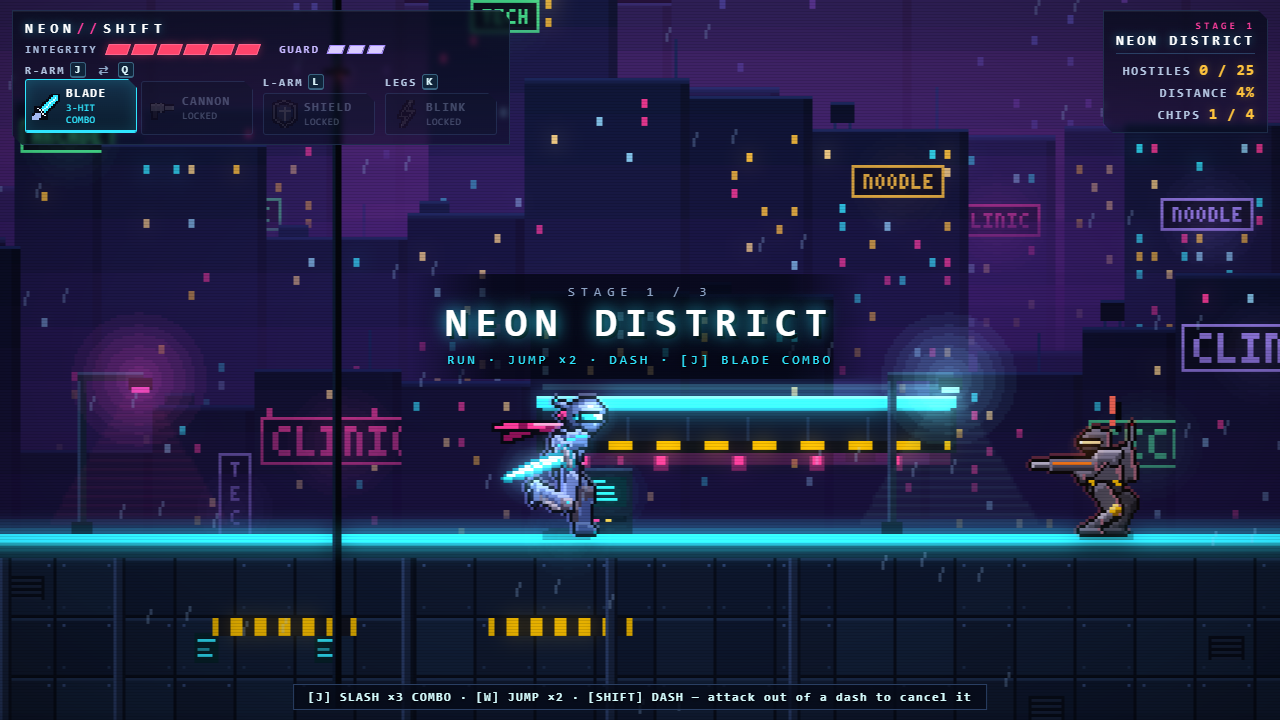 NEON//SHIFT
INTEGRITY
GUARD
R-ARM J ⇄ Q
BLADE
3-HIT
COMBO
CANNON
LOCKED
L-ARM L
SHIELD
LOCKED
LEGS K
BLINK
LOCKED
STAGE 1
NEON DISTRICT
HOSTILES 0 / 25
DISTANCE 4%
CHIPS 1 / 4
NOODLE
LINIC
NOODLE
STAGE 1 / 3
NEON DISTRICT
RUN · JUMP ×2 · DASH · [J] BLADE COMBO
CLIN
CLINIC
IC
T
E
C
[J] SLASH ×3 COMBO · [W] JUMP ×2 · [SHIFT] DASH — attack out of a dash to cancel it